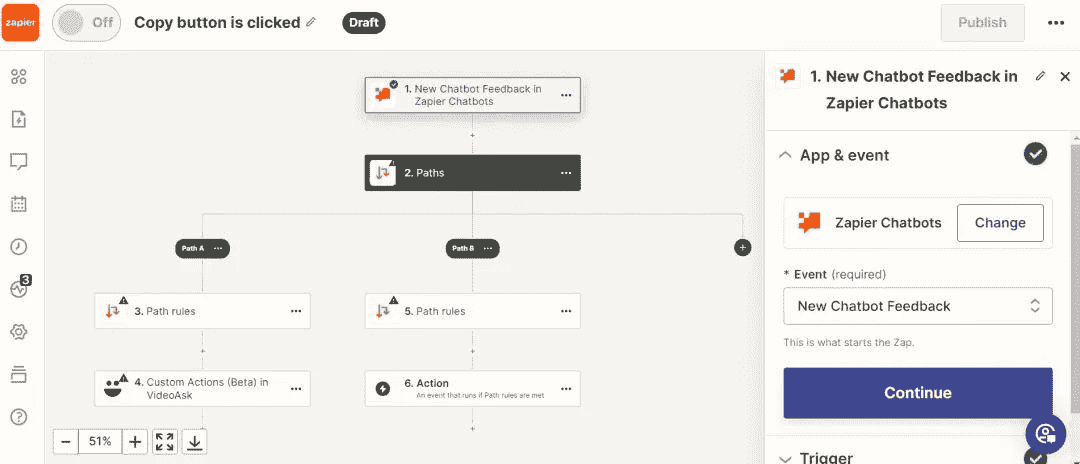 zapier
Off
Copy button is clicked
Draft
Publish
1. New Chatbot Feedback in
Zapier Chatbots
2. Paths
Path A
Path B
3. Path rules
5. Path rules
4. Custom Actions (Beta) in
VideoAsk
6. Action
An event that runs if Path rules are met
3
51%
1. New Chatbot Feedback in
Zapier Chatbots
App & event
Zapier Chatbots
Change
* Event (required)
New Chatbot Feedback
This is what starts the Zap.
Continue
Trigger